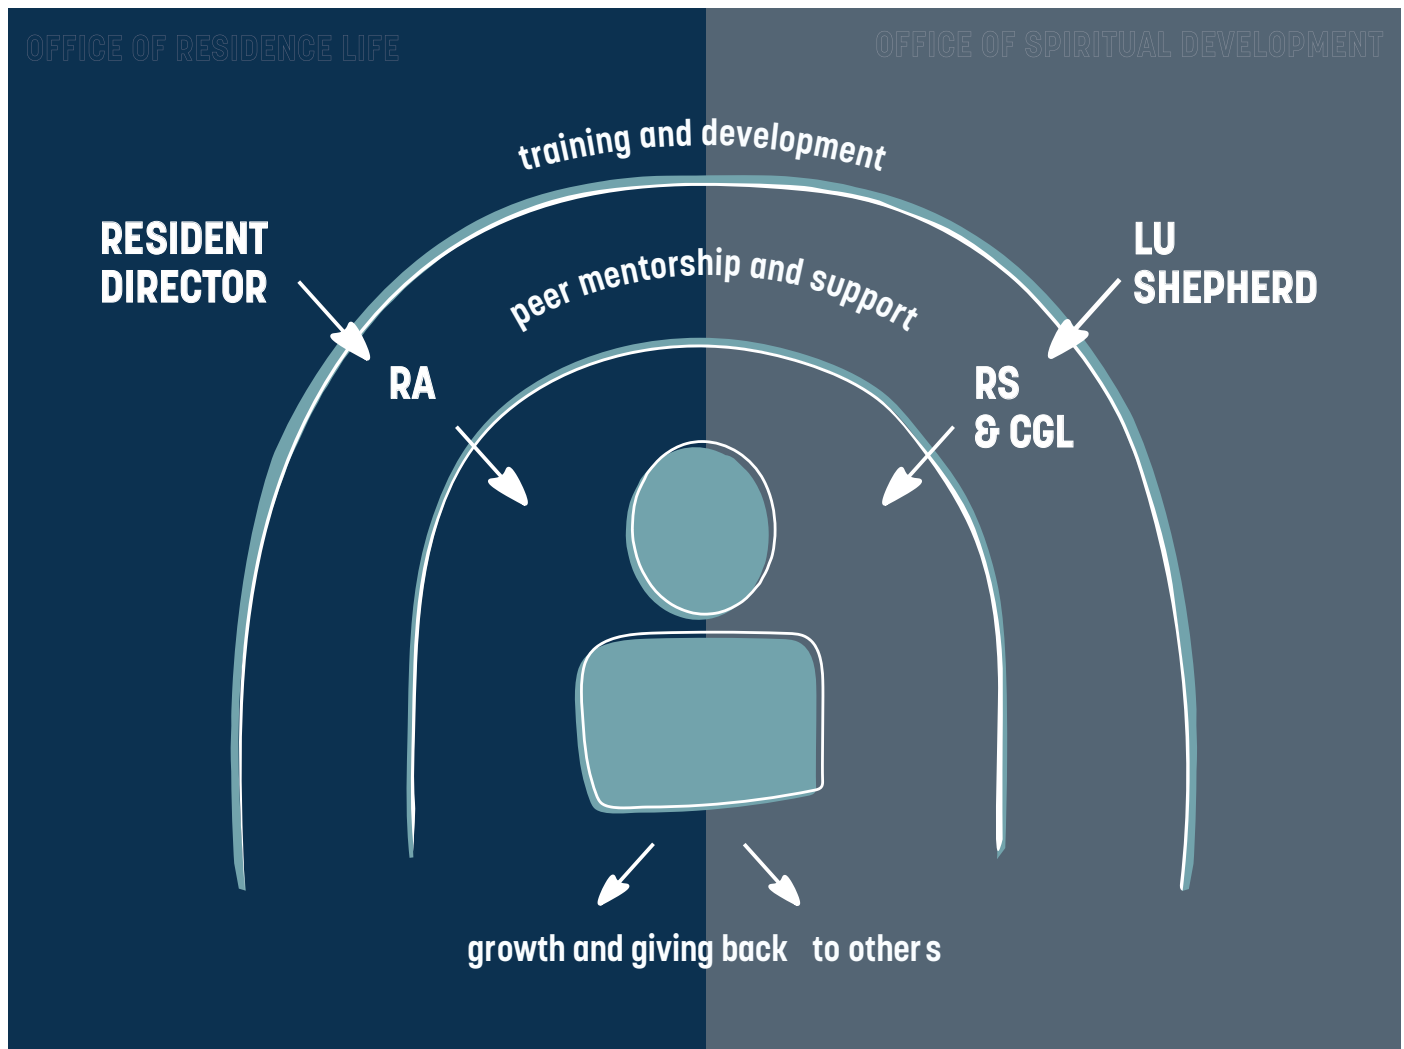 OFFICE OF RESIDENCE LIFE
OFFICE OF SPIRITUAL DEVELOPMENT
training and development
RESIDENT
DIRECTOR
LU
SHEPHERD
peer mentorship and support
RA
RS
& CGL
growth and giving back to others